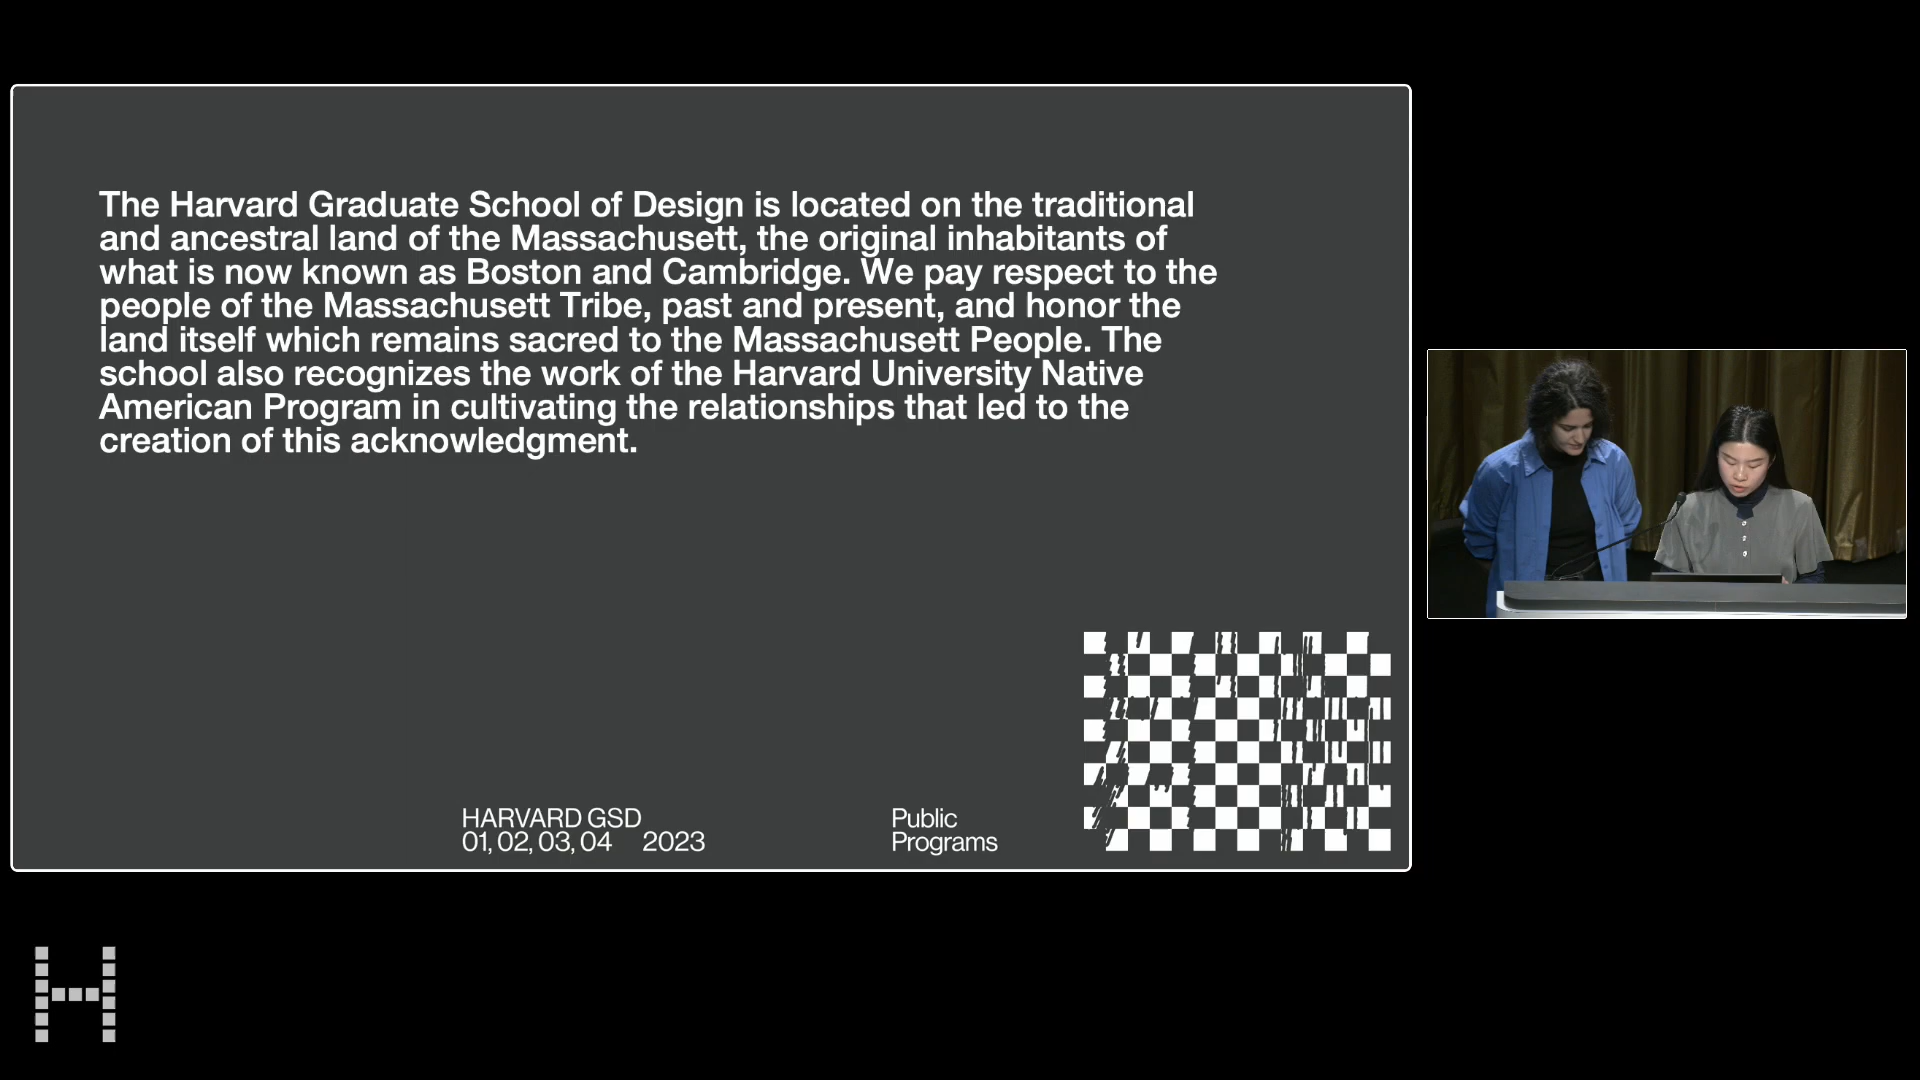 The Harvard Graduate School of Design is located on the traditional
and ancestral land of the Massachusett, the original inhabitants of
what is now known as Boston and Cambridge. We pay respect to the
people of the Massachusett Tribe, past and present, and honor the
land itself which remains sacred to the Massachusett People. The
school also recognizes the work of the Harvard University Native
American Program in cultivating the relationships that led to the
creation of this acknowledgment.
HARVARD GSD
01, 02, 03, 04 2023
Public
Programs
H